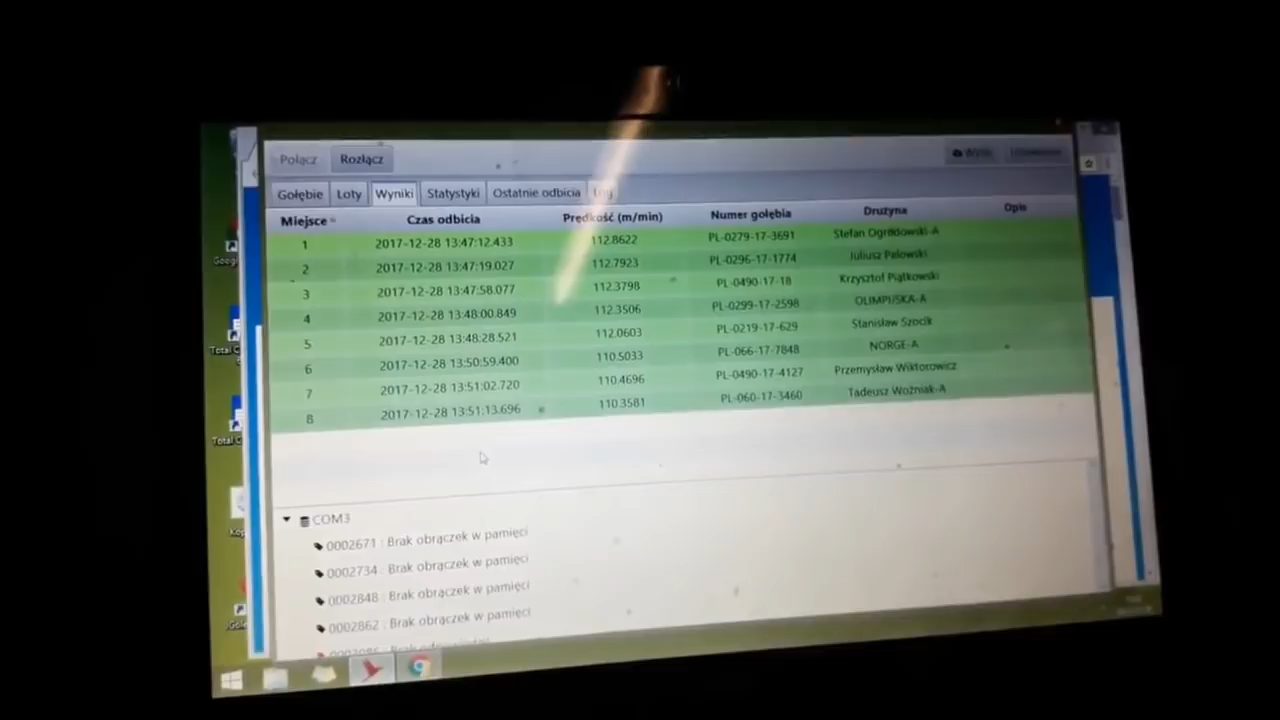 Połącz Rozłącz Wyślij Ustawienia
Gołębie Loty Wyniki Statystyki Ostatnie odbicia Log
Miejsce Czas odbicia Prędkość (m/min) Numer gołębia Drużyna Opis
1 2017-12-28 13:47:12.433 112.8622 PL-0279-17-3691 Stefan Ogrodowski-A
2 2017-12-28 13:47:19.027 112.7923 PL-0296-17-1774 Juliusz Pelowski
3 2017-12-28 13:47:58.077 112.3798 PL-0490-17-18 Krzysztof Piątkowski
4 2017-12-28 13:48:00.849 112.3506 PL-0299-17-2598 OLIMPIJSKA-A
5 2017-12-28 13:48:28.521 112.0603 PL-0219-17-629 Stanisław Szocik
6 2017-12-28 13:50:59.400 110.5033 PL-066-17-7848 NORGE-A
7 2017-12-28 13:51:02.720 110.4696 PL-0490-17-4127 Przemysław Wiktorowicz
8 2017-12-28 13:51:13.696 110.3581 PL-060-17-3460 Tadeusz Woźniak-A
COM3
0002671 : Brak obrączek w pamięci
0002734 : Brak obrączek w pamięci
0002848 : Brak obrączek w pamięci
0002862 : Brak obrączek w pamięci
Total C
Total C